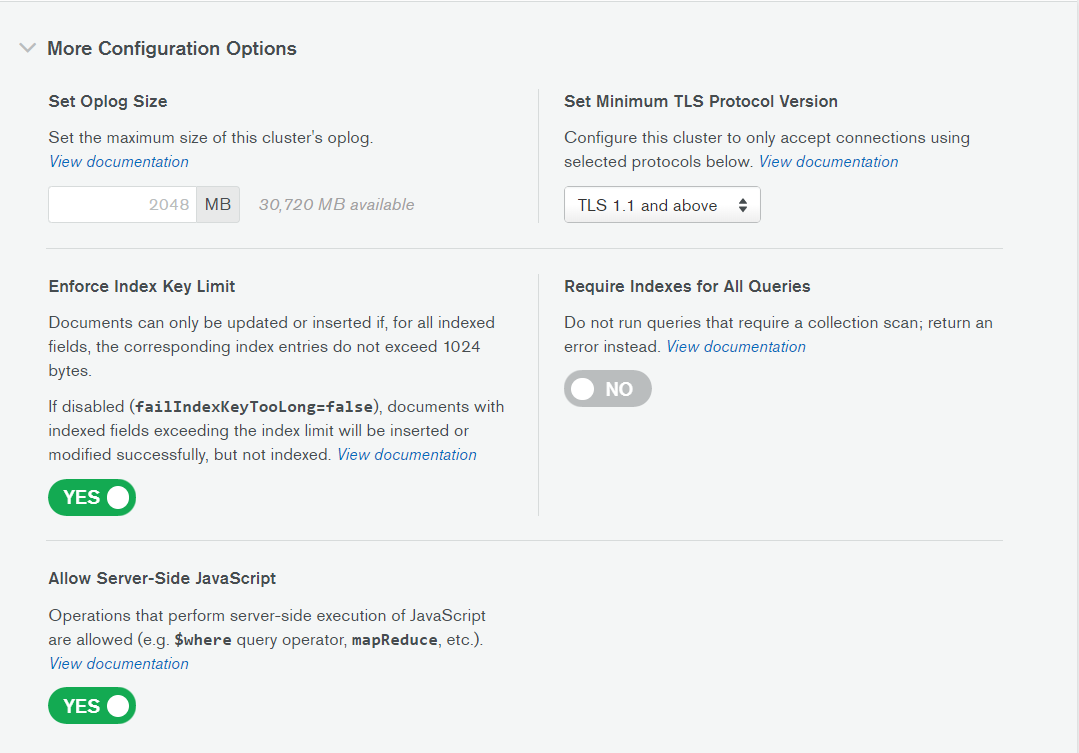 More Configuration Options
Set Oplog Size
Set the maximum size of this cluster's oplog.
View documentation
2048 MB 30,720 MB available
Set Minimum TLS Protocol Version
Configure this cluster to only accept connections using
selected protocols below. View documentation
TLS 1.1 and above
Enforce Index Key Limit
Documents can only be updated or inserted if, for all indexed
fields, the corresponding index entries do not exceed 1024
bytes.
If disabled (failIndexKeyTooLong=false), documents with
indexed fields exceeding the index limit will be inserted or
modified successfully, but not indexed. View documentation
YES
Require Indexes for All Queries
Do not run queries that require a collection scan; return an
error instead. View documentation
NO
Allow Server-Side JavaScript
Operations that perform server-side execution of JavaScript
are allowed (e.g. $where query operator, mapReduce, etc.).
View documentation
YES